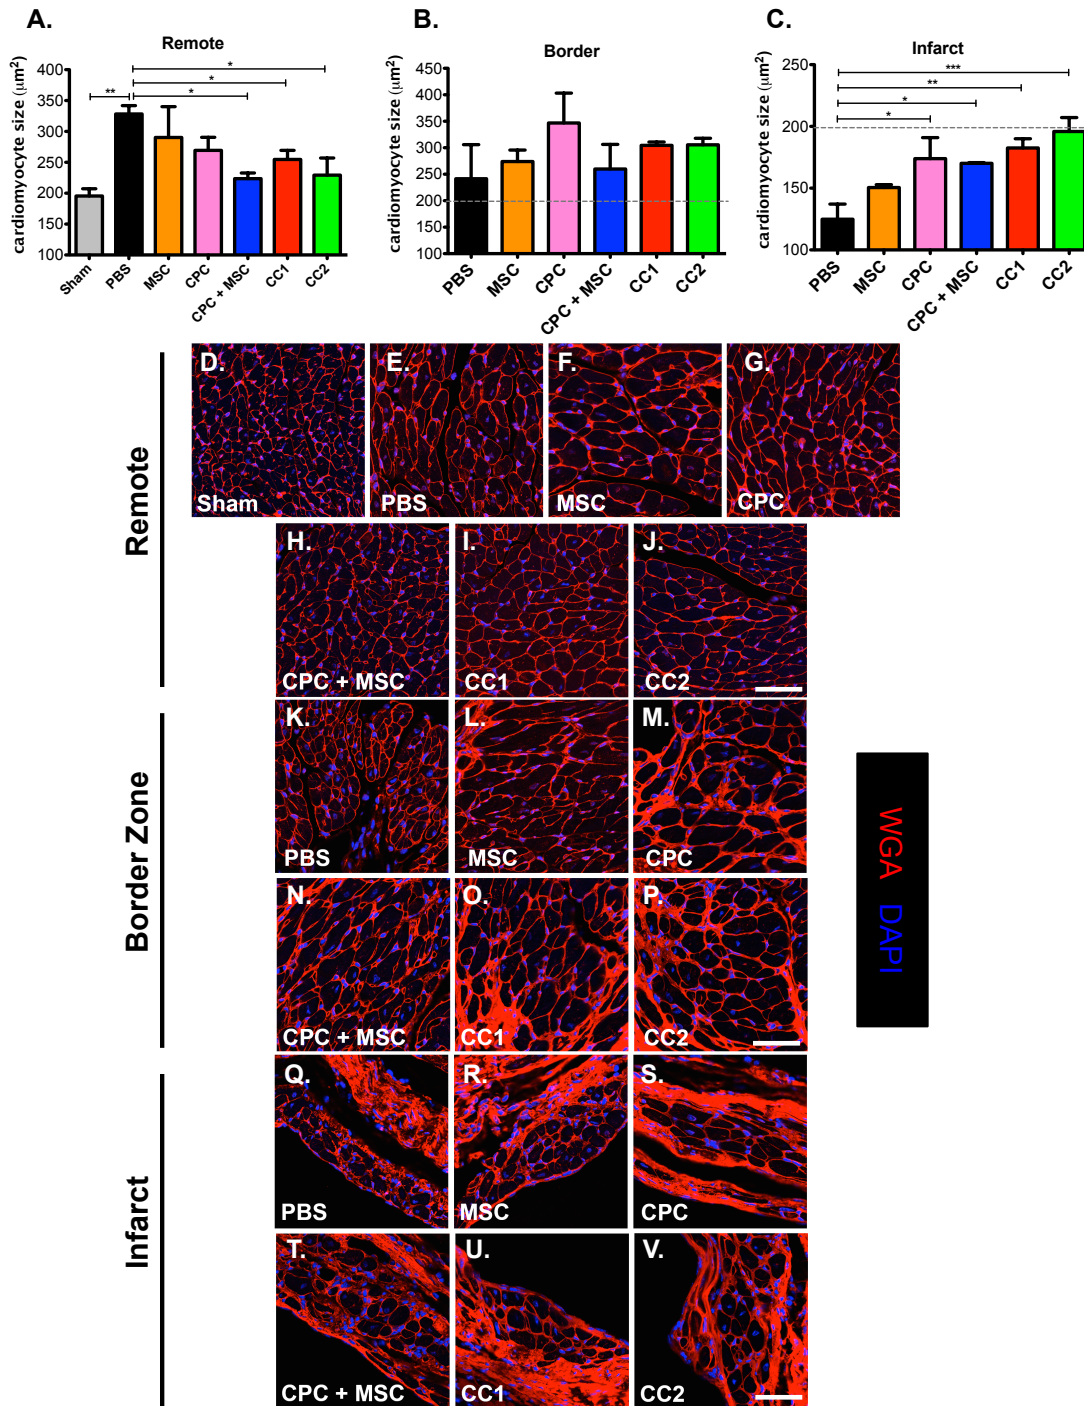 A.
Remote
cardiomyocyte size (μm²)
400
350
300
250
200
150
100
**
*
*
*
Sham
PBS
MSC
CPC
CPC + MSC
CC1
CC2
B.
Border
cardiomyocyte size (μm²)
450
400
350
300
250
200
150
100
PBS
MSC
CPC
CPC + MSC
CC1
CC2
C.
Infarct
cardiomyocyte size (μm²)
250
200
150
100
***
**
*
*
PBS
MSC
CPC
CPC + MSC
CC1
CC2
Remote
D.
Sham
E.
PBS
F.
MSC
G.
CPC
H.
CPC + MSC
I.
CC1
J.
CC2
Border Zone
K.
PBS
L.
MSC
M.
CPC
N.
CPC + MSC
O.
CC1
P.
CC2
WGA DAPI
Infarct
Q.
PBS
R.
MSC
S.
CPC
T.
CPC + MSC
U.
CC1
V.
CC2